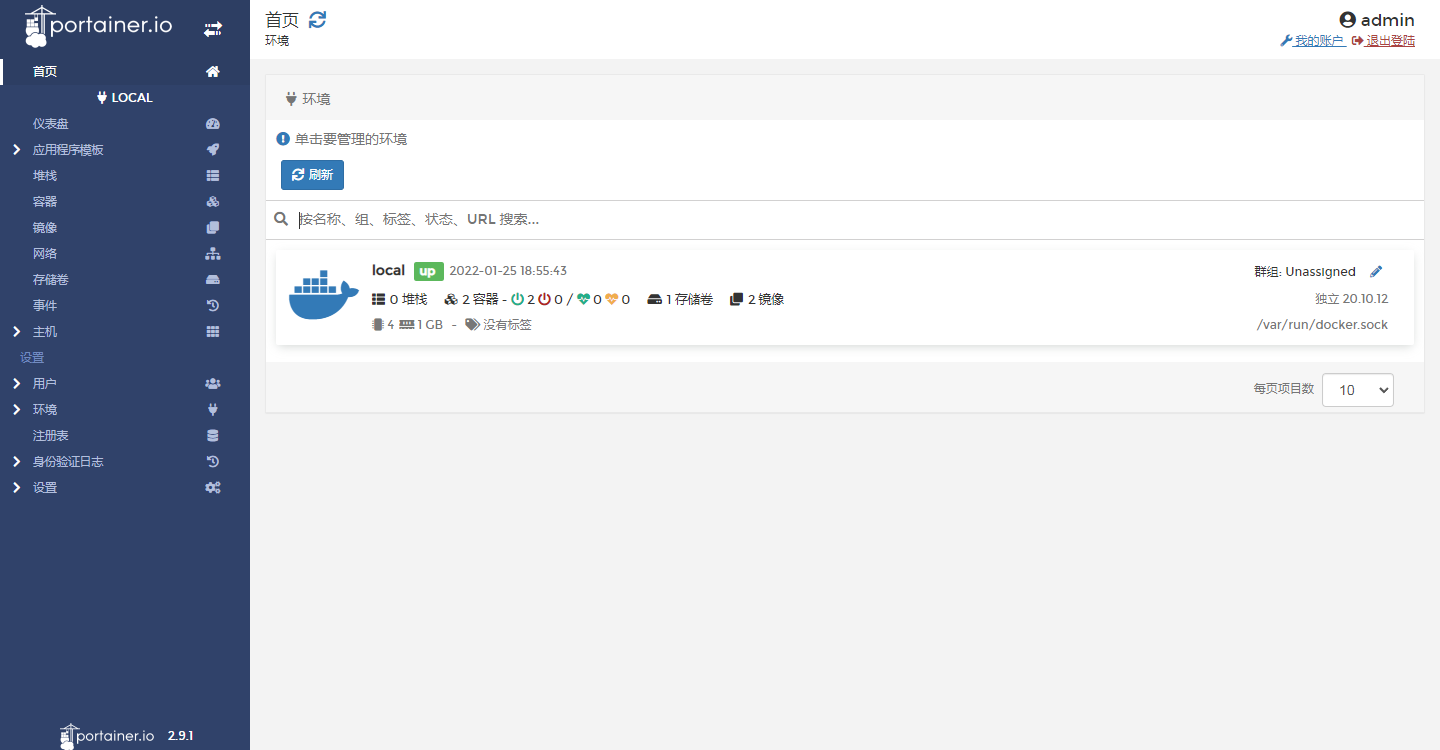 portainer.io
首页
LOCAL
仪表盘
应用程序模板
堆栈
容器
镜像
网络
存储卷
事件
主机
设置
用户
环境
注册表
身份验证日志
设置
portainer.io 2.9.1
首页
环境
admin
我的账户 退出登陆
环境
单击要管理的环境
刷新
按名称、组、标签、状态、URL 搜索...
local up 2022-01-25 18:55:43
群组: Unassigned
0 堆栈 2 容器 - 2 0 / 0 0 1 存储卷 2 镜像
独立 20.10.12
4 1 GB - 没有标签
/var/run/docker.sock
每页项目数 10